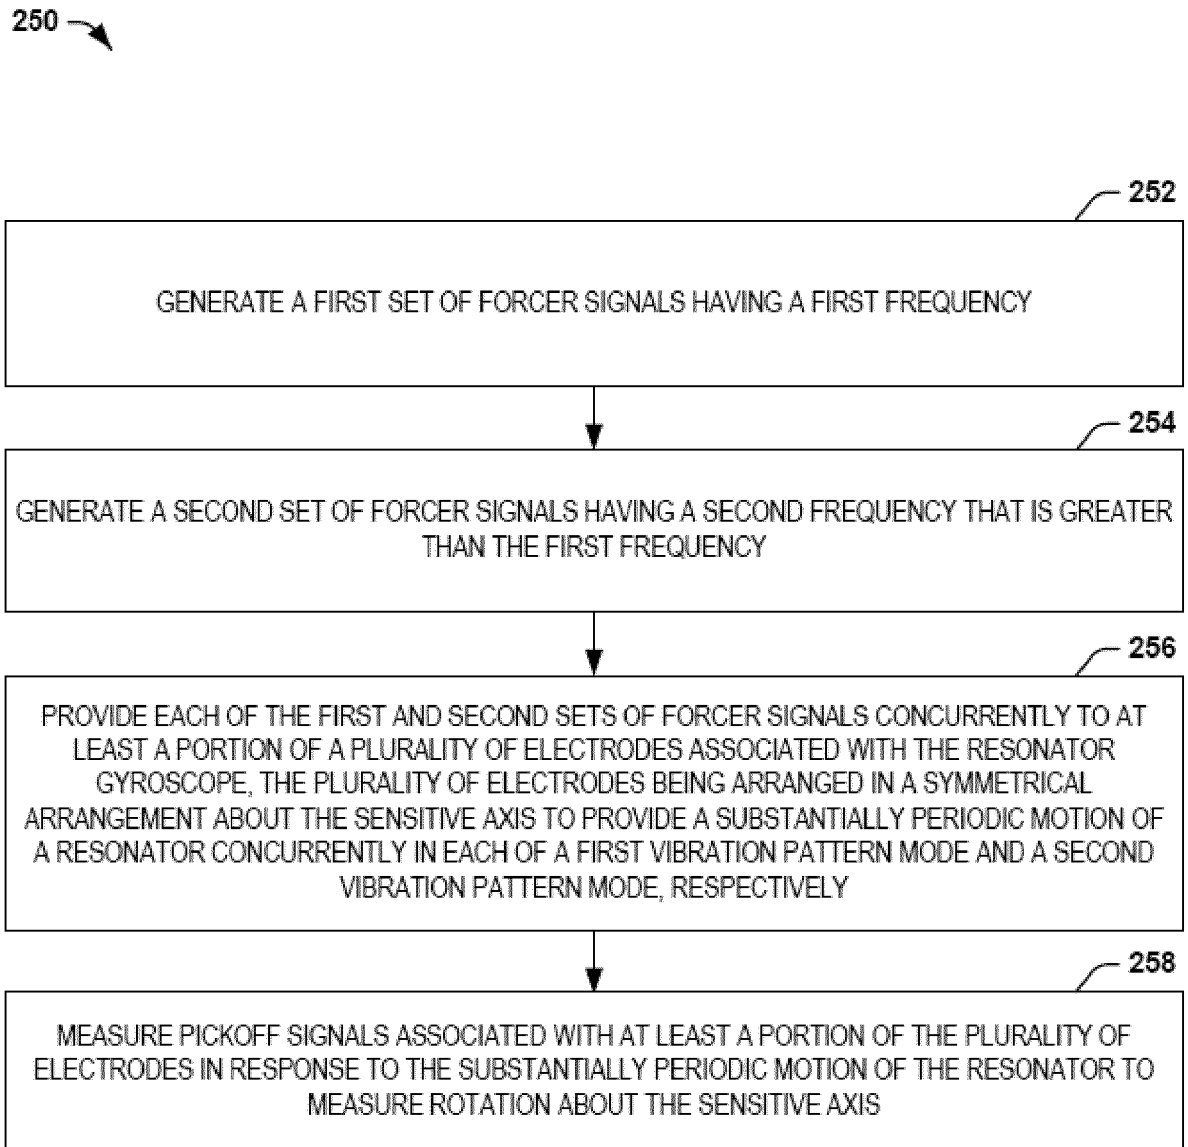 250
252
GENERATE A FIRST SET OF FORCER SIGNALS HAVING A FIRST FREQUENCY
254
GENERATE A SECOND SET OF FORCER SIGNALS HAVING A SECOND FREQUENCY THAT IS GREATER
THAN THE FIRST FREQUENCY
256
PROVIDE EACH OF THE FIRST AND SECOND SETS OF FORCER SIGNALS CONCURRENTLY TO AT
LEAST A PORTION OF A PLURALITY OF ELECTRODES ASSOCIATED WITH THE RESONATOR
GYROSCOPE, THE PLURALITY OF ELECTRODES BEING ARRANGED IN A SYMMETRICAL
ARRANGEMENT ABOUT THE SENSITIVE AXIS TO PROVIDE A SUBSTANTIALLY PERIODIC MOTION OF
A RESONATOR CONCURRENTLY IN EACH OF A FIRST VIBRATION PATTERN MODE AND A SECOND
VIBRATION PATTERN MODE, RESPECTIVELY
258
MEASURE PICKOFF SIGNALS ASSOCIATED WITH AT LEAST A PORTION OF THE PLURALITY OF
ELECTRODES IN RESPONSE TO THE SUBSTANTIALLY PERIODIC MOTION OF THE RESONATOR TO
MEASURE ROTATION ABOUT THE SENSITIVE AXIS